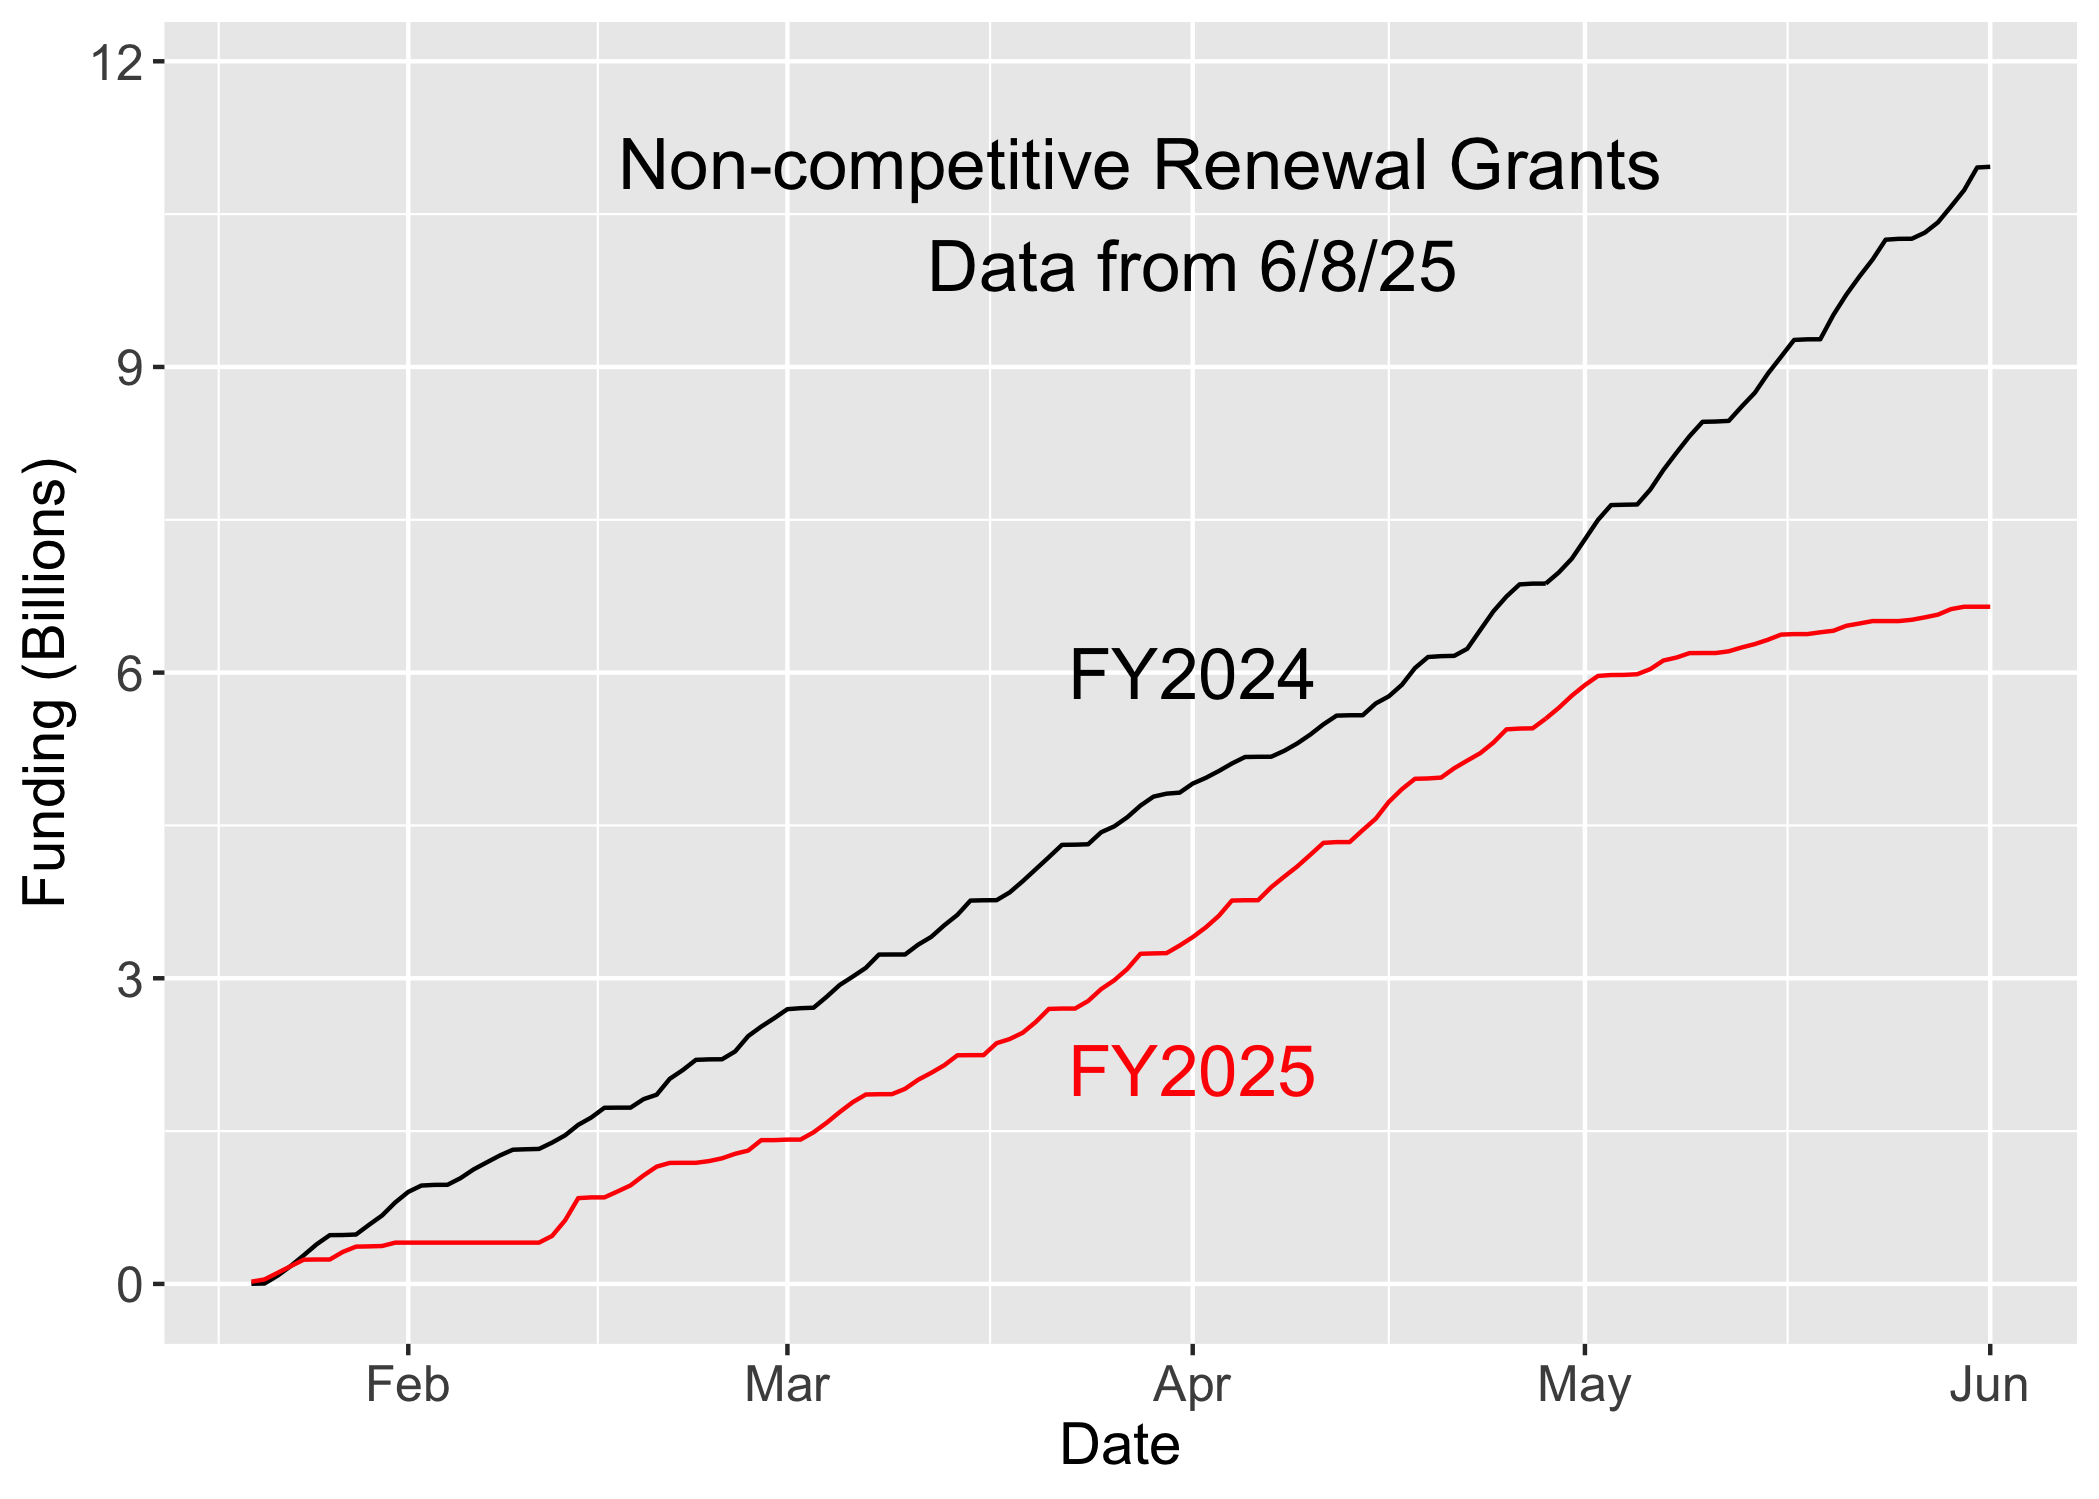 12
Non-competitive Renewal Grants
Data from 6/8/25
9
6
3
0
Funding (Billions)
FY2024
FY2025
Feb Mar Apr May Jun
Date